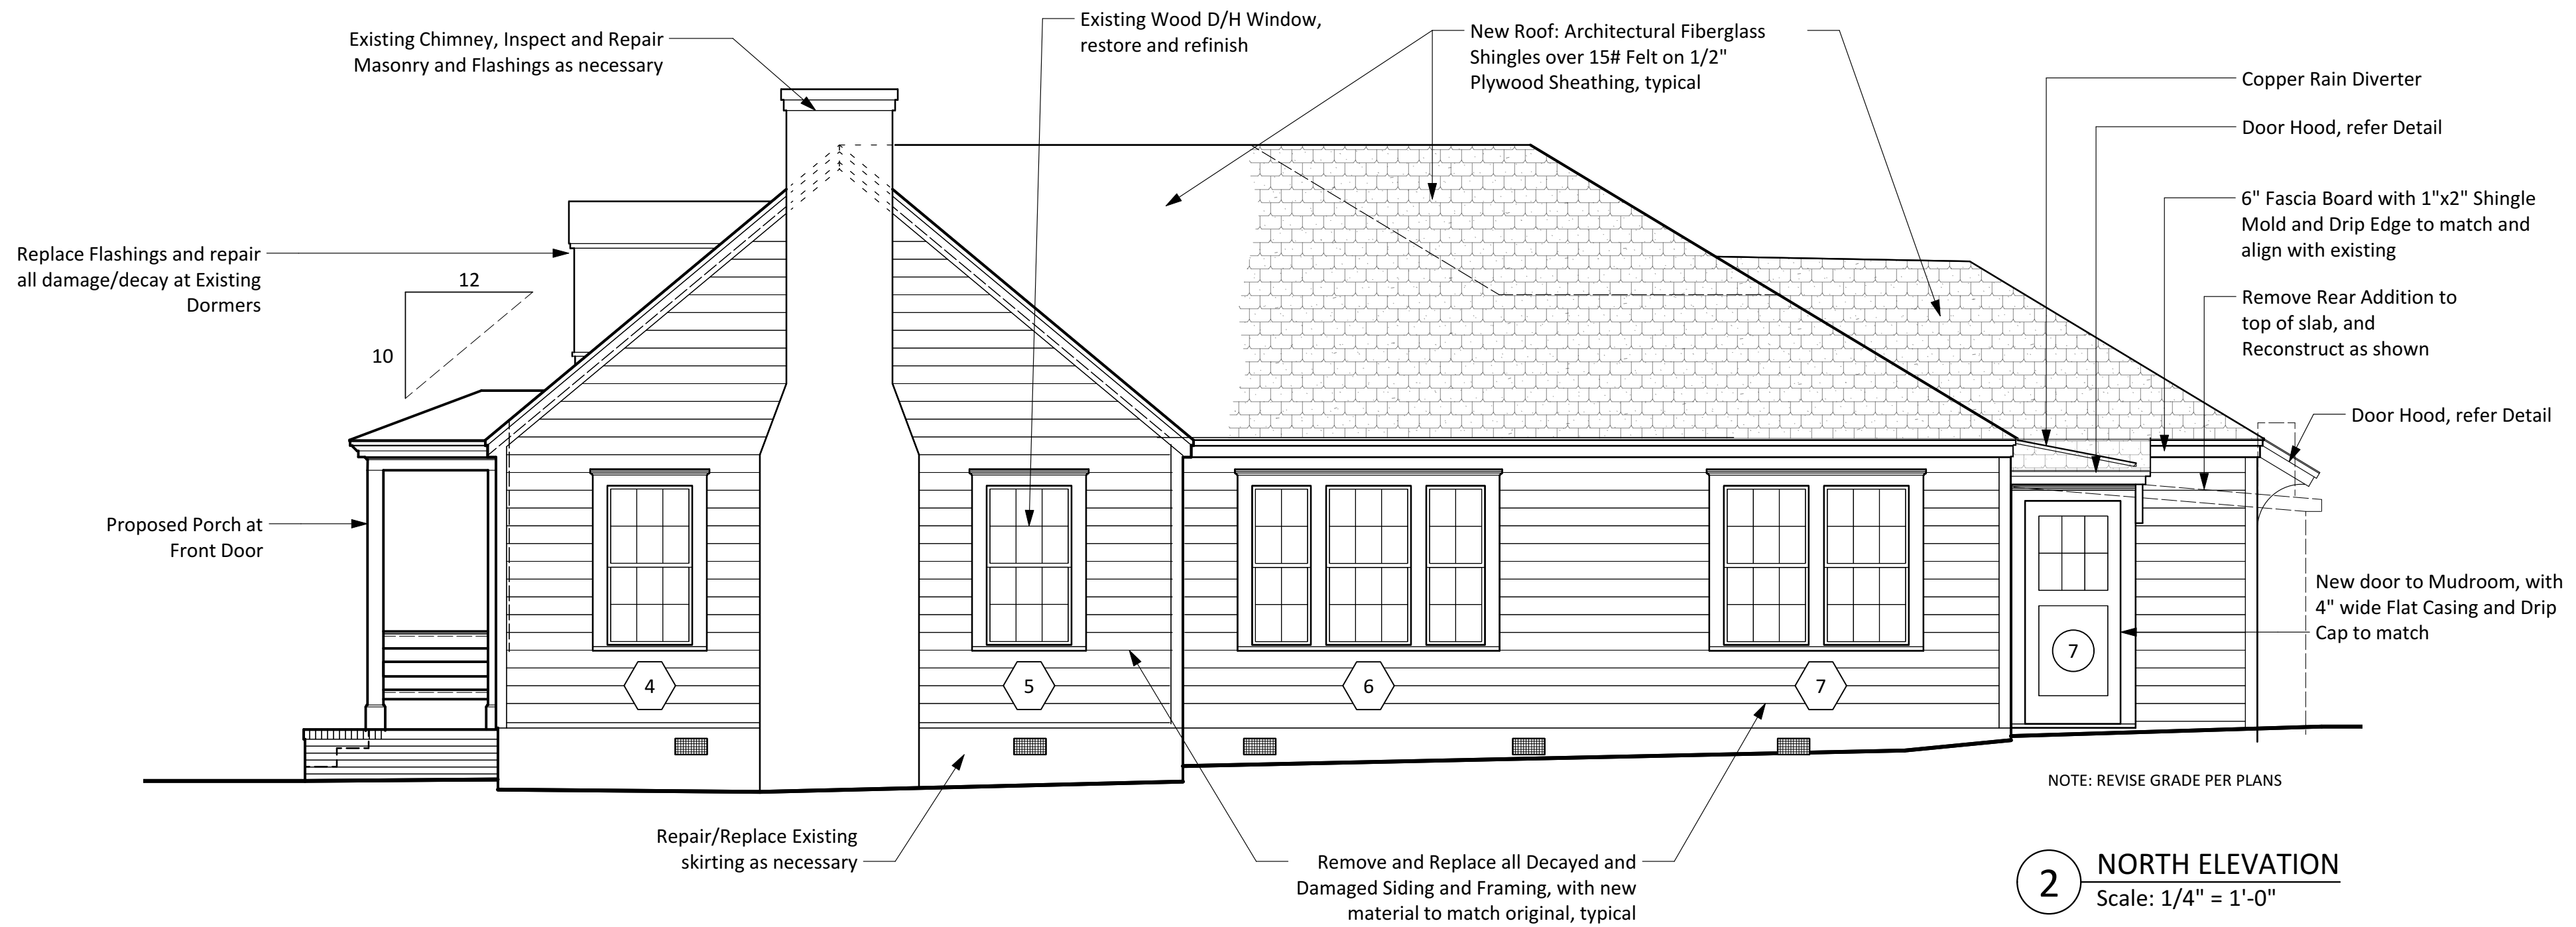 Existing Chimney, Inspect and Repair
Masonry and Flashings as necessary
Existing Wood D/H Window,
restore and refinish
New Roof: Architectural Fiberglass
Shingles over 15# Felt on 1/2"
Plywood Sheathing, typical
Copper Rain Diverter
Door Hood, refer Detail
6" Fascia Board with 1"x2" Shingle
Mold and Drip Edge to match and
align with existing
Remove Rear Addition to
top of slab, and
Reconstruct as shown
Door Hood, refer Detail
New door to Mudroom, with
4" wide Flat Casing and Drip
Cap to match
Replace Flashings and repair
all damage/decay at Existing
Dormers
12
10
Proposed Porch at
Front Door
4
5
6
7
7
NOTE: REVISE GRADE PER PLANS
Repair/Replace Existing
skirting as necessary
Remove and Replace all Decayed and
Damaged Siding and Framing, with new
material to match original, typical
2
NORTH ELEVATION
Scale: 1/4" = 1'-0"